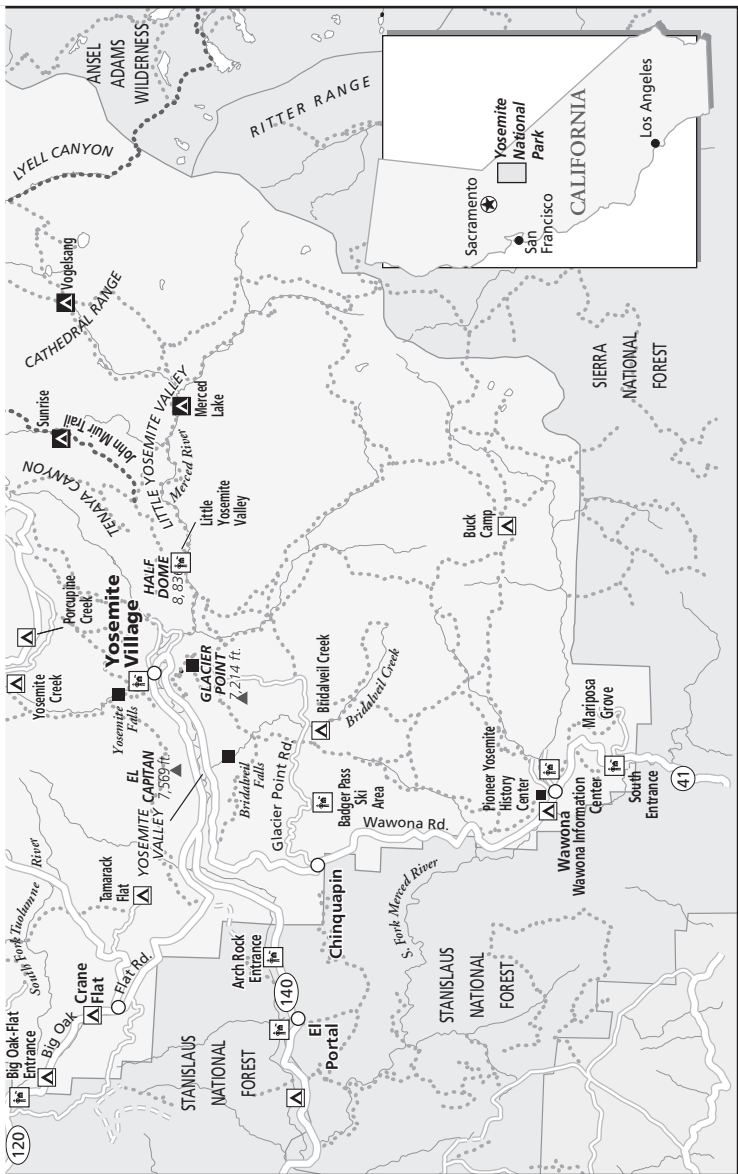 120
Big Oak-Flat
Entrance
South Fork Tuolumne River
Big Oak
Flat Rd.
Crane
Flat
Tamarack
Flat
YOSEMITE
VALLEY
EL
CAPITAN
7,569 ft.
Yosemite
Falls
Yosemite Creek
Porcupine
Creek
Yosemite
Village
HALF
DOME
8,83
TENAYA CANYON
Sunrise
John Muir Trail
CATHEDRAL RANGE
Vogelsang
LYELL CANYON
ANSEL
ADAMS
WILDERNESS
LITTLE YOSEMITE VALLEY
Merced River
Merced
Lake
Little
Yosemite
Valley
GLACIER
POINT
7,214 ft.
Bridalveil
Falls
Glacier Point Rd.
Bridalveil Creek
Bridalveil Creek
Badger Pass
Ski
Area
Arch Rock
Entrance
140
El
Portal
STANISLAUS
NATIONAL
FOREST
Chinquapin
Wawona Rd.
S. Fork Merced River
STANISLAUS
NATIONAL
FOREST
Pioneer Yosemite
History
Center
Wawona
Wawona Information
Center
Mariposa
Grove
South
Entrance
41
Buck
Camp
SIERRA
NATIONAL
FOREST
RITTER RANGE
Sacramento
San
Francisco
Yosemite
National
Park
CALIFORNIA
Los Angeles